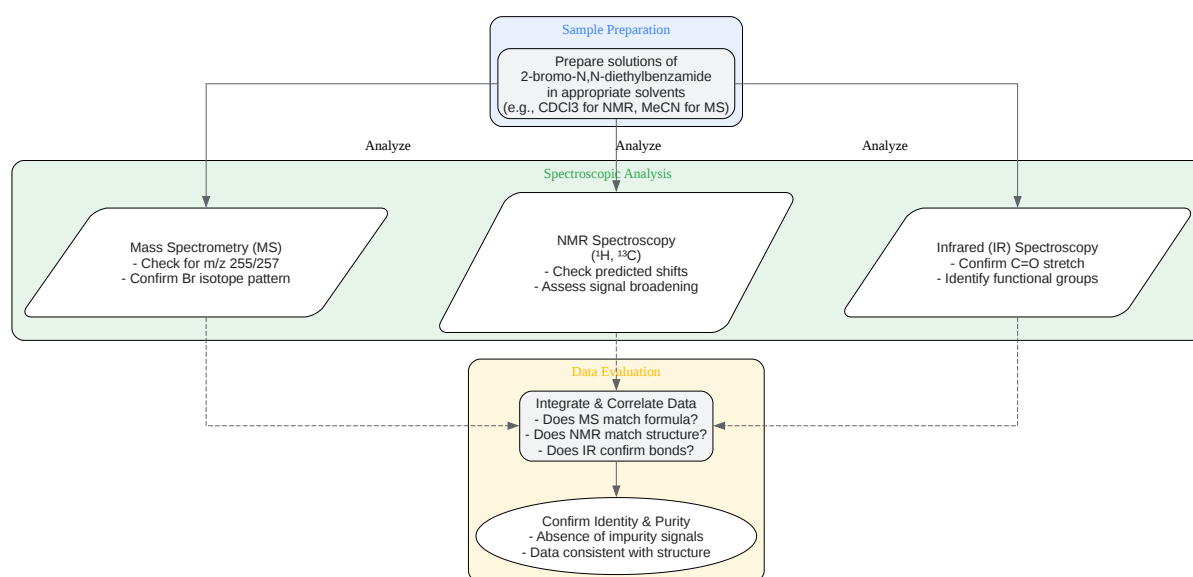 Sample Preparation
Prepare solutions of
2-bromo-N,N-diethylbenzamide
in appropriate solvents
(e.g., CDCl3 for NMR, MeCN for MS)
Analyze
Analyze
Analyze
Spectroscopic Analysis
Mass Spectrometry (MS)
- Check for m/z 255/257
- Confirm Br isotope pattern
NMR Spectroscopy
(¹H, ¹³C)
- Check predicted shifts
- Assess signal broadening
Infrared (IR) Spectroscopy
- Confirm C=O stretch
- Identify functional groups
Data Evaluation
Integrate & Correlate Data
- Does MS match formula?
- Does NMR match structure?
- Does IR confirm bonds?
Confirm Identity & Purity
- Absence of impurity signals
- Data consistent with structure